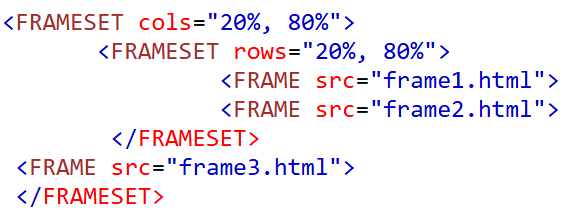 <FRAMESET cols="20%, 80%">
<FRAMESET rows="20%, 80%">
<FRAME src="frame1.html">
<FRAME src="frame2.html">
</FRAMESET>
<FRAME src="frame3.html">
</FRAMESET>